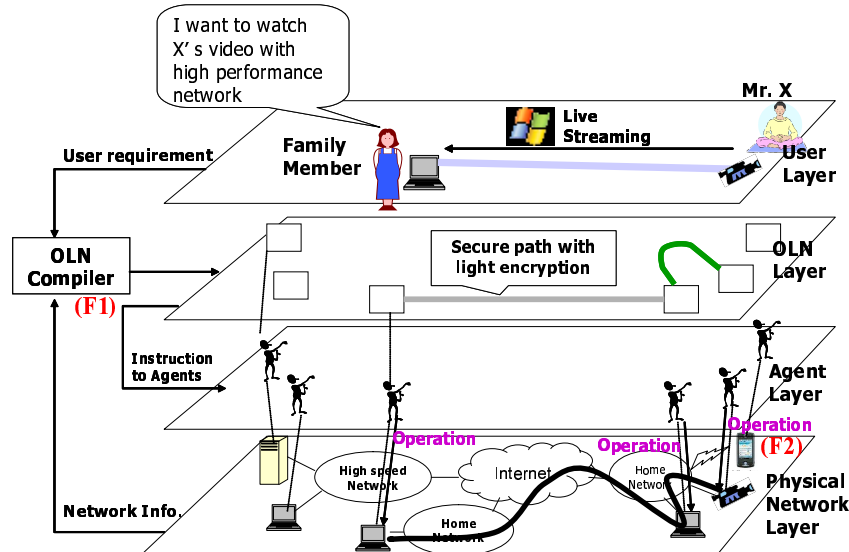 I want to watch
X' s video with
high performance
network
Mr. X
Live
Streaming
Family
Member
User requirement
User
Layer
OLN
Compiler
(F1)
Secure path with
light encryption
OLN
Layer
Instruction
to Agents
Agent
Layer
Operation
Operation
Operation
(F2)
High speed
Network
Internet
Home
Network
Physical
Network
Layer
Network Info.
Home
Network